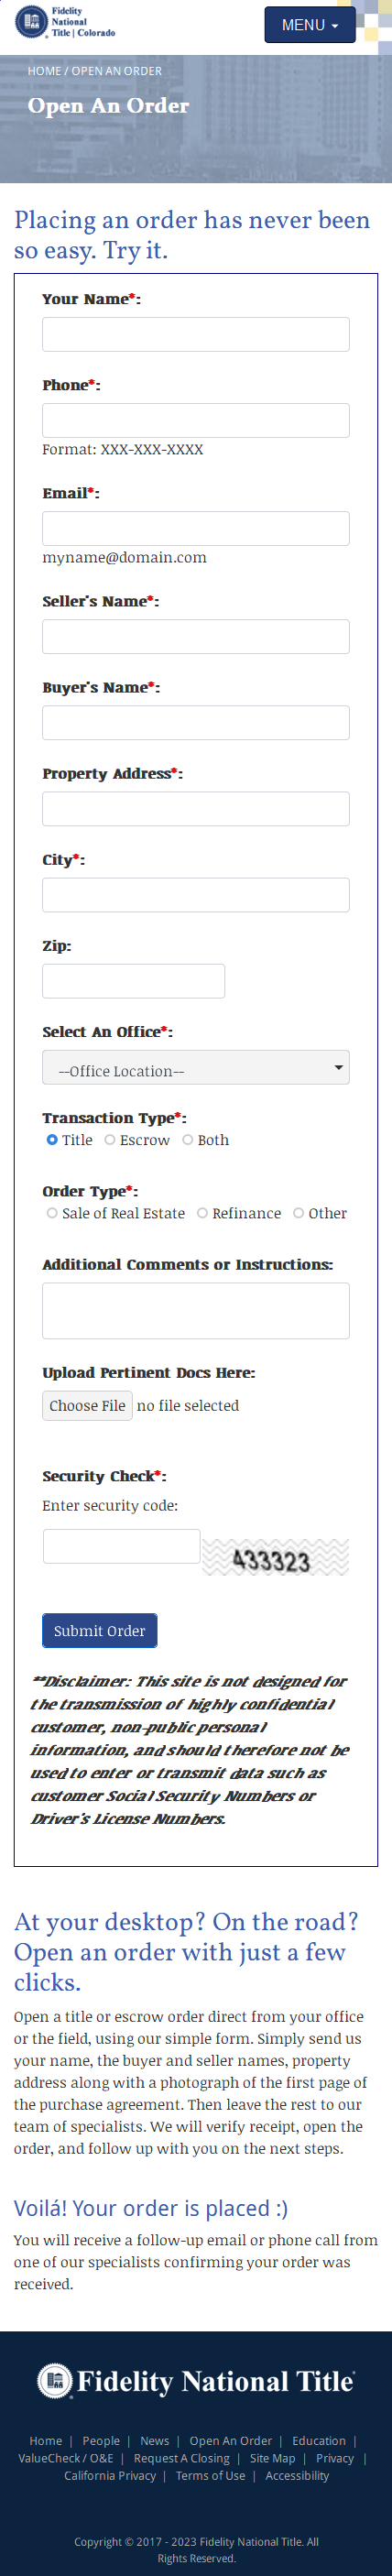 Fidelity
National
Title | Colorado
MENU
HOME / OPEN AN ORDER
Open An Order
Placing an order has never been
so easy. Try it.
Your Name*:
Phone*:
Format: XXX-XXX-XXXX
Email*:
myname@domain.com
Seller's Name*:
Buyer's Name*:
Property Address*:
City*:
Zip:
Select An Office*:
--Office Location--
Transaction Type*:
Title Escrow Both
Order Type*:
Sale of Real Estate Refinance Other
Additional Comments or Instructions:
Upload Pertinent Docs Here:
Choose File no file selected
Security Check*:
Enter security code:
433323
Submit Order
**Disclaimer: This site is not designed for
the transmission of highly confidential
customer, non-public personal
information, and should therefore not be
used to enter or transmit data such as
customer Social Security Numbers or
Driver's License Numbers.
At your desktop? On the road?
Open an order with just a few
clicks.
Open a title or escrow order direct from your office
or the field, using our simple form. Simply send us
your name, the buyer and seller names, property
address along with a photograph of the first page of
the purchase agreement. Then leave the rest to our
team of specialists. We will verify receipt, open the
order, and follow up with you on the next steps.
Voilá! Your order is placed :)
You will receive a follow-up email or phone call from
one of our specialists confirming your order was
received.
Fidelity National Title
Home | People | News | Open An Order | Education |
ValueCheck / O&E | Request A Closing | Site Map | Privacy |
California Privacy | Terms of Use | Accessibility
Copyright © 2017 - 2023 Fidelity National Title. All
Rights Reserved.